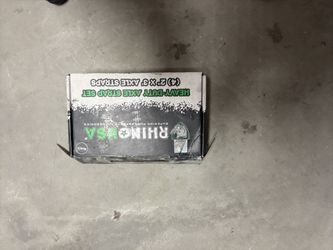 RHINO USA
HEAVY-DUTY AXLE STRAP SET
(4) 2" X 3' AXLE STRAPS